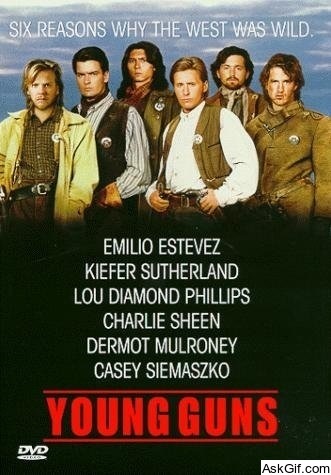 SIX REASONS WHY THE WEST WAS WILD.
EMILIO ESTEVEZ
KIEFER SUTHERLAND
LOU DIAMOND PHILLIPS
CHARLIE SHEEN
DERMOT MULRONEY
CASEY SIEMASZKO
YOUNG GUNS
DVD
VIDEO
AskGif.com